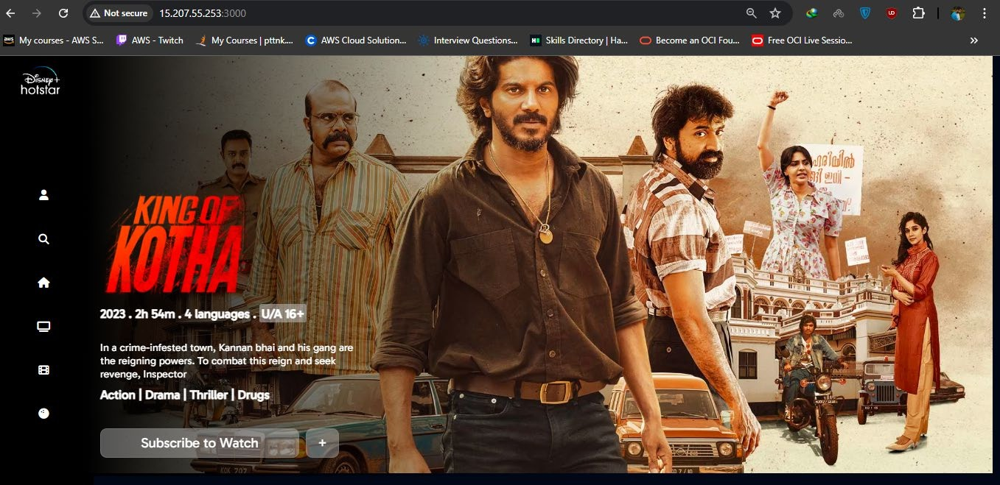 Not secure
15.207.55.253:3000
aws
My courses - AWS S...
AWS - Twitch
My Courses | pttnk....
AWS Cloud Solution...
Interview Questions...
Skills Directory | Ha...
Become an OCI Fou...
Free OCI Live Sessio...
Disney+
hotstar
KING OF
KOTHA
2023 . 2h 54m . 4 languages . U/A 16+
In a crime-infested town, Kannan bhai and his gang are
the reigning powers. To combat this reign and seek
revenge, Inspector
Action | Drama | Thriller | Drugs
Subscribe to Watch
+